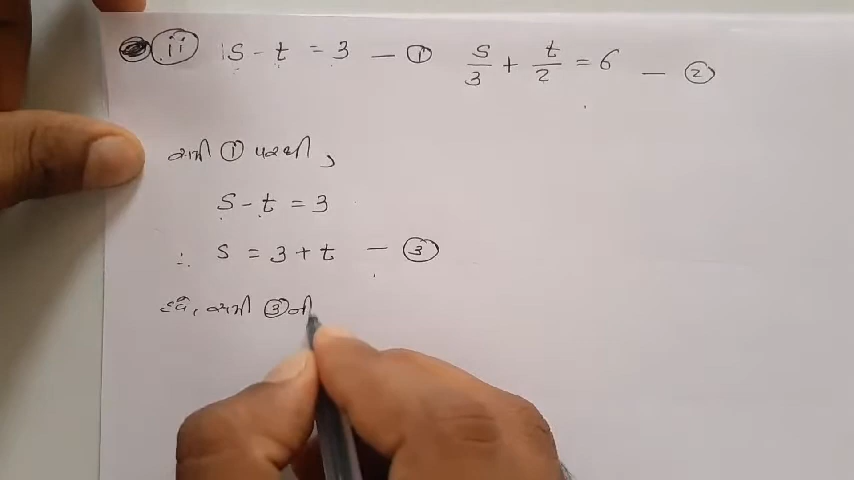 (ii) s - t = 3 — ① s/3 + t/2 = 6 — ②
સમી ① પરથી,
s - t = 3
∴ s = 3 + t — ③
હવે, સમી ③ની